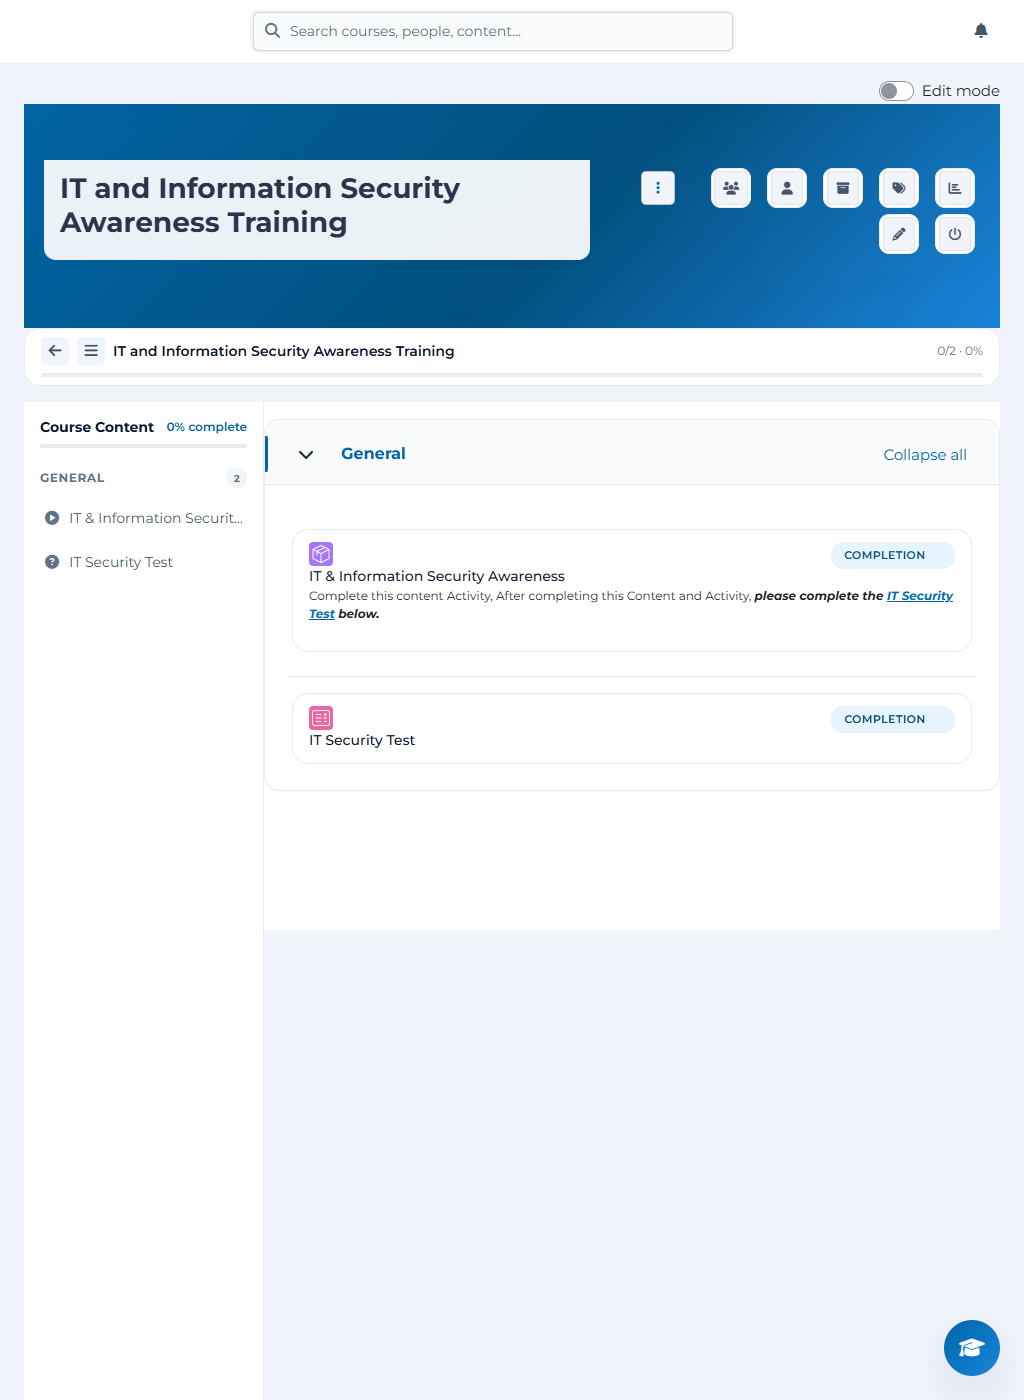 Search courses, people, content...
Edit mode
IT and Information Security
Awareness Training
IT and Information Security Awareness Training
0/2 · 0%
Course Content
0% complete
GENERAL
2
IT & Information Securit...
IT Security Test
General
Collapse all
COMPLETION
IT & Information Security Awareness
Complete this content Activity, After completing this Content and Activity, please complete the IT Security
Test below.
COMPLETION
IT Security Test